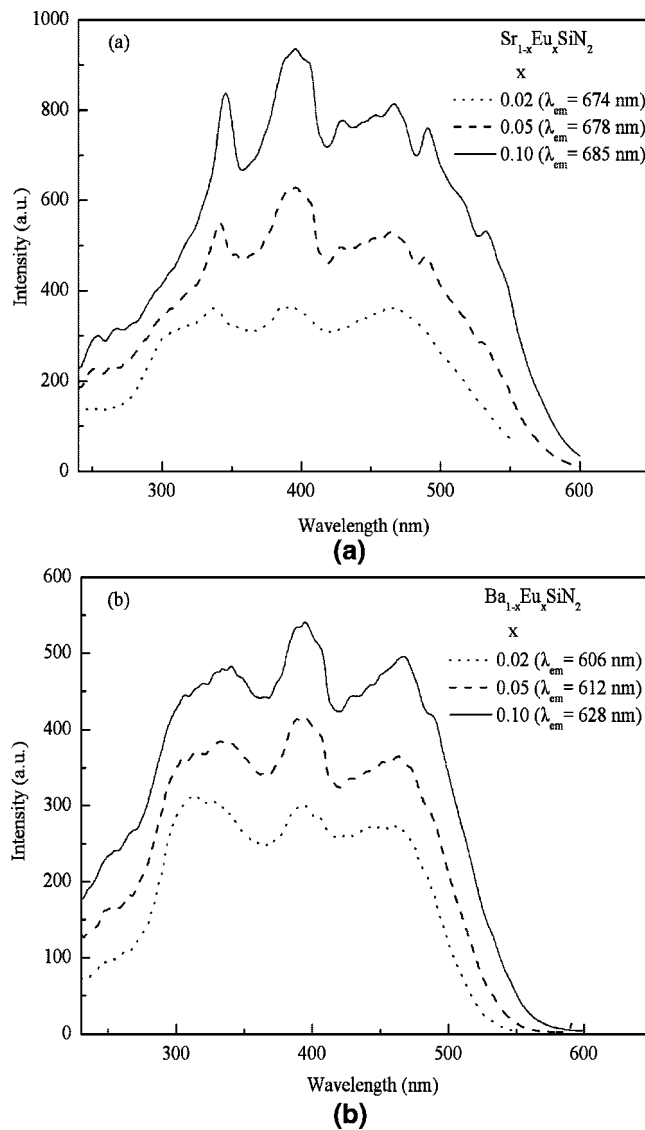 (a)
Sr1-xEuxSiN2
x
0.02 (λem = 674 nm)
0.05 (λem = 678 nm)
0.10 (λem = 685 nm)
1000
800
600
400
200
0
Intensity (a.u.)
300 400 500 600
Wavelength (nm)
(a)
(b)
Ba1-xEuxSiN2
x
0.02 (λem = 606 nm)
0.05 (λem = 612 nm)
0.10 (λem = 628 nm)
600
500
400
300
200
100
0
Intensity (a.u.)
300 400 500 600
Wavelength (nm)
(b)